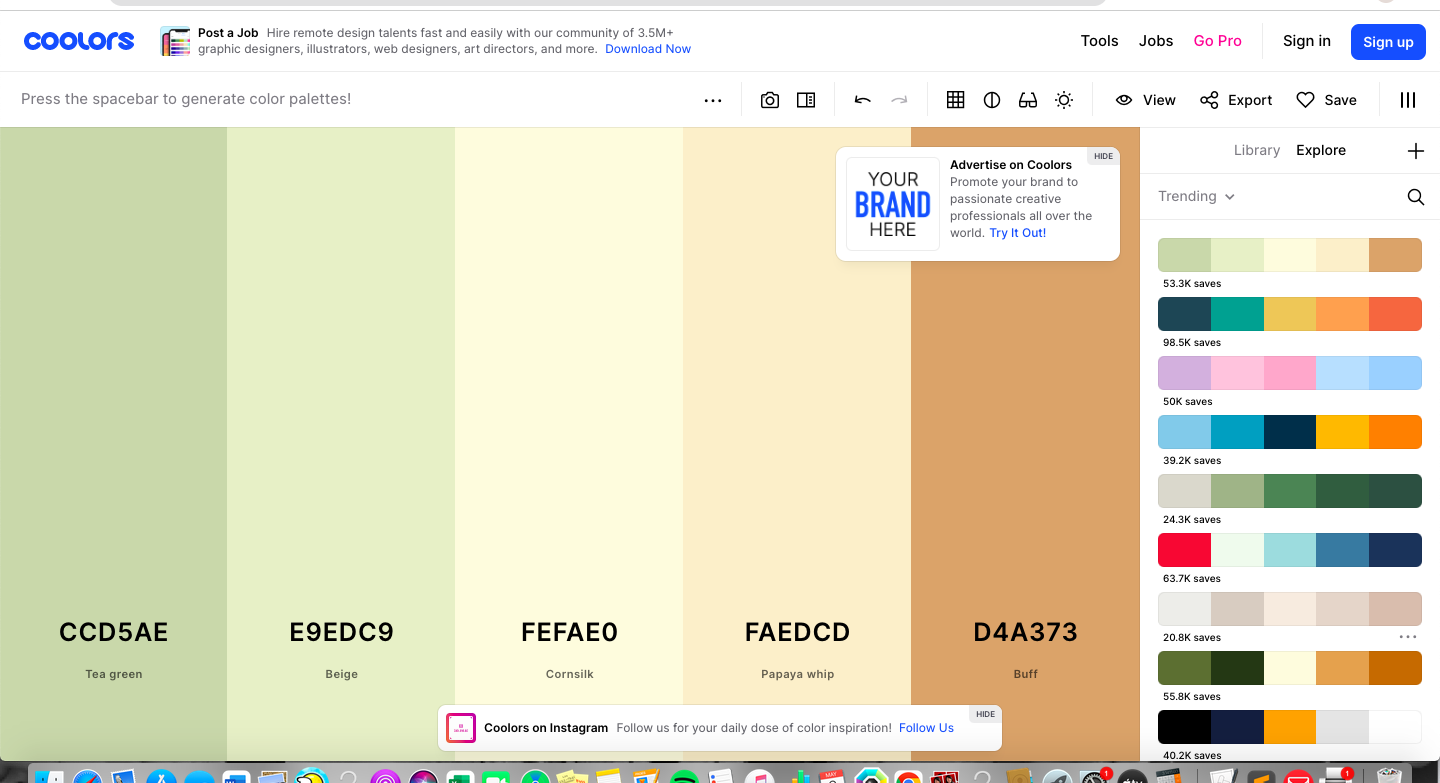 coolors
Post a Job Hire remote design talents fast and easily with our community of 3.5M+
graphic designers, illustrators, web designers, art directors, and more. Download Now
Tools Jobs Go Pro Sign in Sign up
Press the spacebar to generate color palettes!
View Export Save
HIDE
YOUR
BRAND
HERE
Advertise on Coolors
Promote your brand to
passionate creative
professionals all over the
world. Try It Out!
Library Explore
Trending
53.3K saves
98.5K saves
50K saves
39.2K saves
24.3K saves
63.7K saves
20.8K saves
55.8K saves
40.2K saves
CCD5AE E9EDC9 FEFAE0 FAEDCD D4A373
Tea green Beige Cornsilk Papaya whip Buff
Coolors on Instagram Follow us for your daily dose of color inspiration! Follow Us
HIDE
MAY
1
1